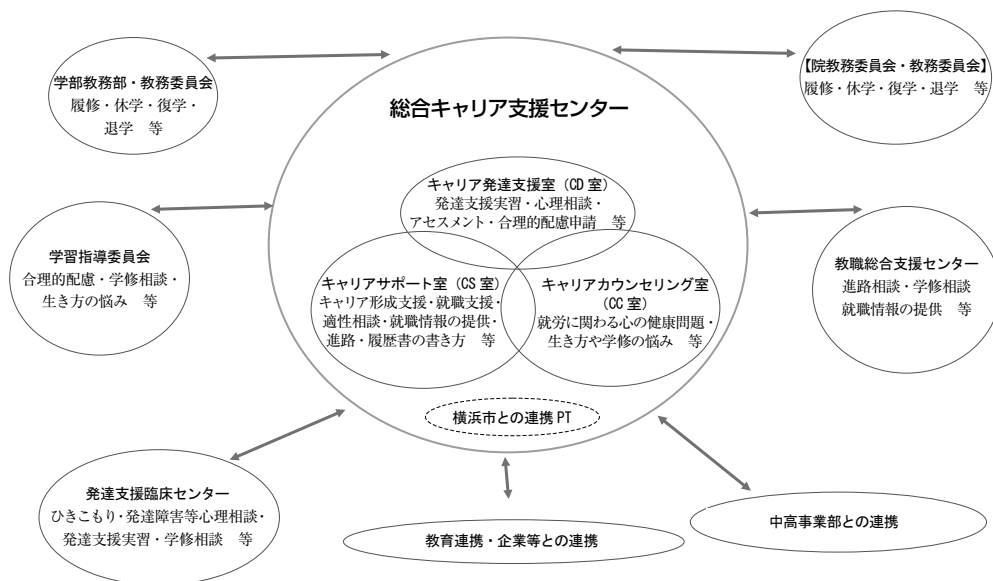 学部教務部・教務委員会
履修・休学・復学・
退学　等
【院教務委員会・教務委員会】
履修・休学・復学・退学　等
総合キャリア支援センター
キャリア発達支援室（CD 室）
発達支援実習・心理相談・
アセスメント・合理的配慮申請　等
学習指導委員会
合理的配慮・学修相談・
生き方の悩み　等
キャリアサポート室（CS 室）
キャリア形成支援・就職支援・
適性相談・就職情報の提供・
進路・履歴書の書き方　等
キャリアカウンセリング室
（CC 室）
就労に関わる心の健康問題・
生き方や学修の悩み　等
教職総合支援センター
進路相談・学修相談
就職情報の提供　等
横浜市との連携 PT
発達支援臨床センター
ひきこもり・発達障害等心理相談・
発達支援実習・学修相談　等
教育連携・企業等との連携
中高事業部との連携